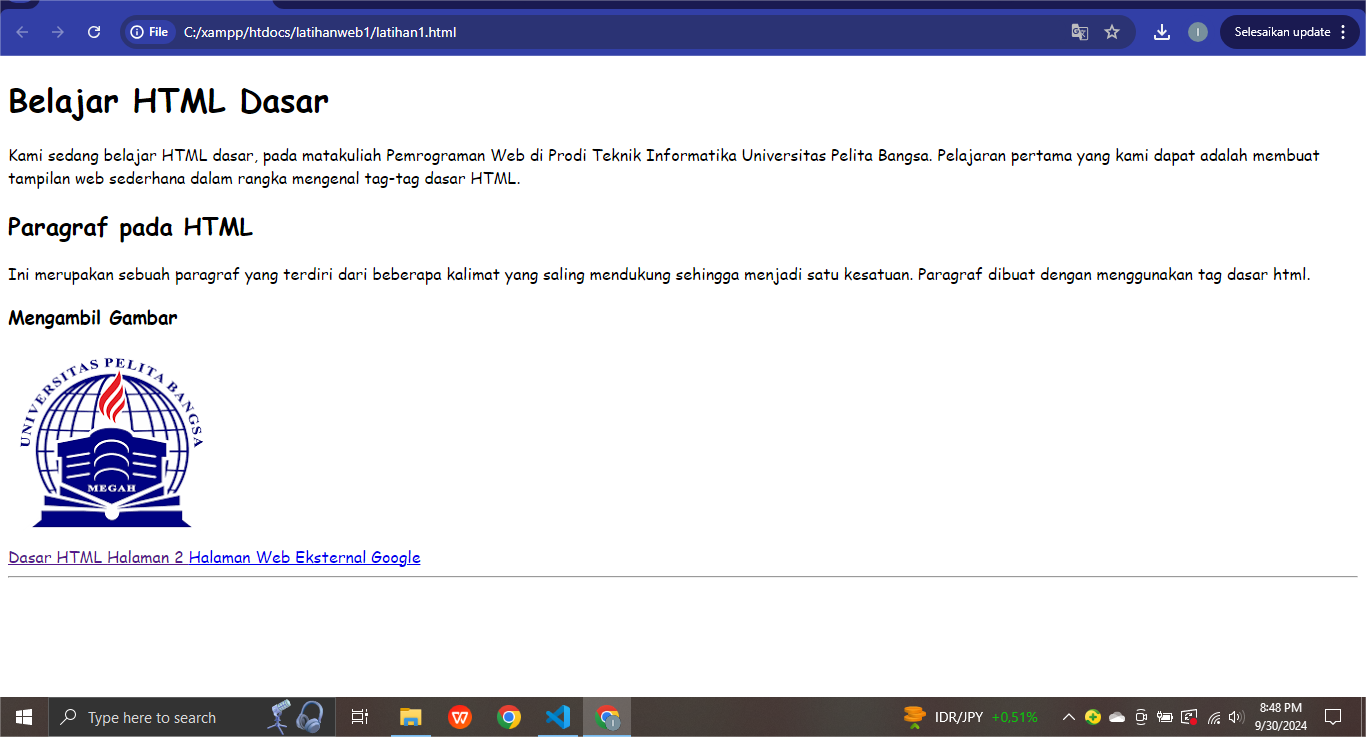 File C:/xampp/htdocs/latihanweb1/latihan1.html I Selesaikan update
Belajar HTML Dasar
Kami sedang belajar HTML dasar, pada matakuliah Pemrograman Web di Prodi Teknik Informatika Universitas Pelita Bangsa. Pelajaran pertama yang kami dapat adalah membuat
tampilan web sederhana dalam rangka mengenal tag-tag dasar HTML.
Paragraf pada HTML
Ini merupakan sebuah paragraf yang terdiri dari beberapa kalimat yang saling mendukung sehingga menjadi satu kesatuan. Paragraf dibuat dengan menggunakan tag dasar html.
Mengambil Gambar
UNIVERSITAS PELITA BANGSA
MEGAH
Dasar HTML Halaman 2 Halaman Web Eksternal Google
Type here to search
IDR/JPY +0,51%
8:48 PM
9/30/2024